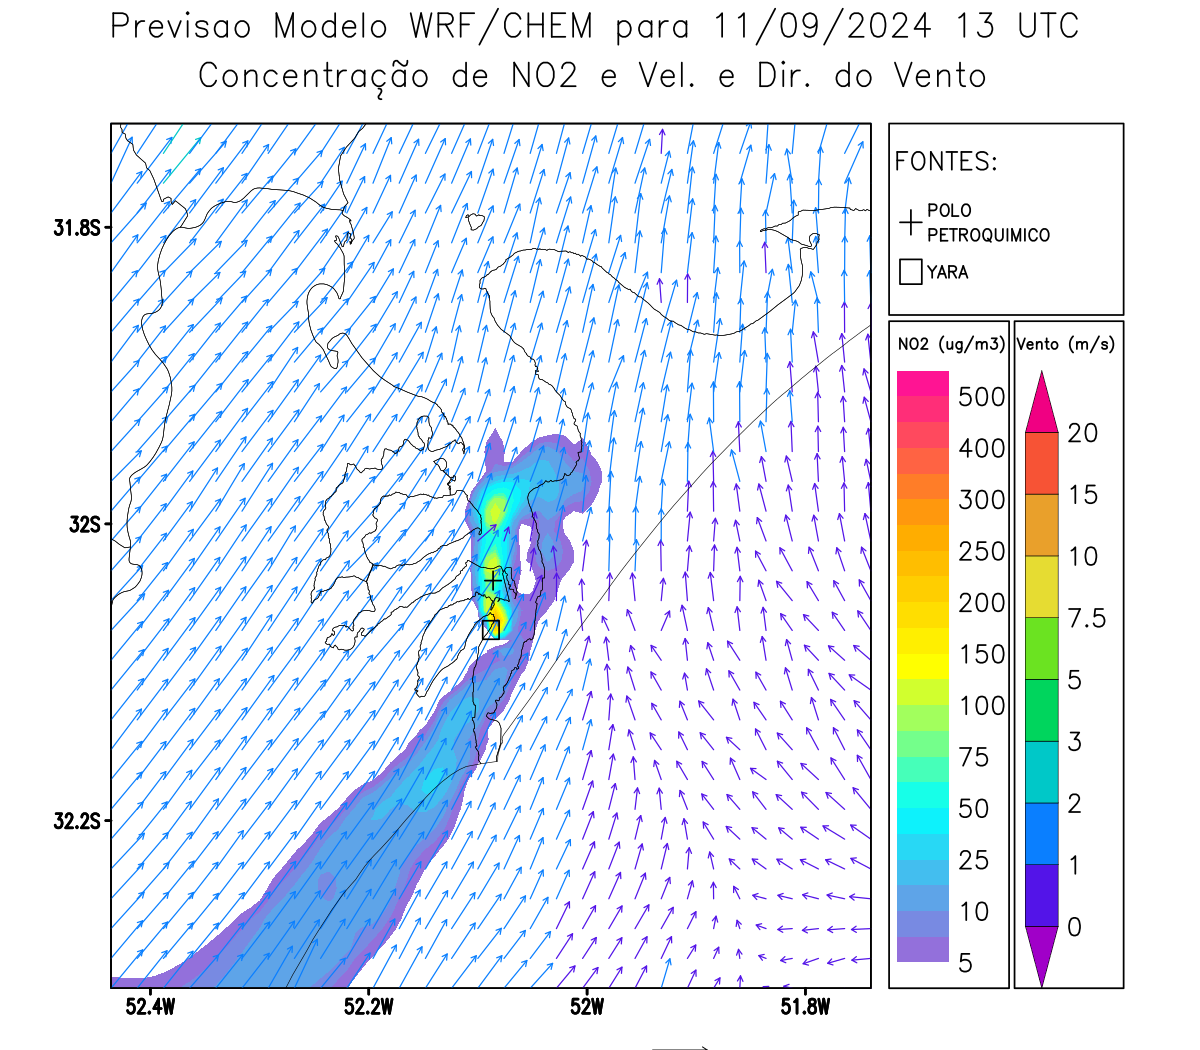 Previsao Modelo WRF/CHEM para 11/09/2024 13 UTC
Concentração de NO2 e Vel. e Dir. do Vento
FONTES:
POLO
PETROQUIMICO
YARA
NO2 (ug/m3)
500
400
300
250
200
150
100
75
50
25
10
5
Vento (m/s)
20
15
10
7.5
5
3
2
1
0
31.8S
32S
32.2S
52.4W
52.2W
52W
51.8W